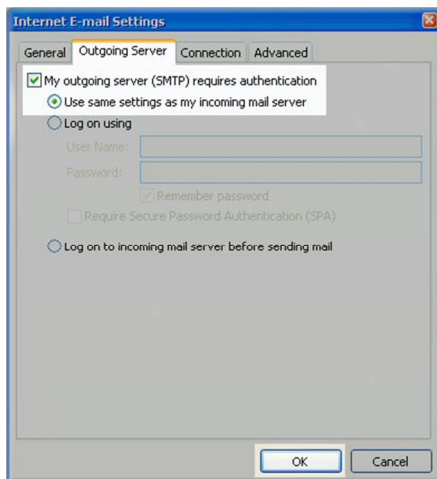 Internet E-mail Settings
General Outgoing Server Connection Advanced
My outgoing server (SMTP) requires authentication
Use same settings as my incoming mail server
Log on using
User Name:
Password:
Remember password
Require Secure Password Authentication (SPA)
Log on to incoming mail server before sending mail
OK Cancel